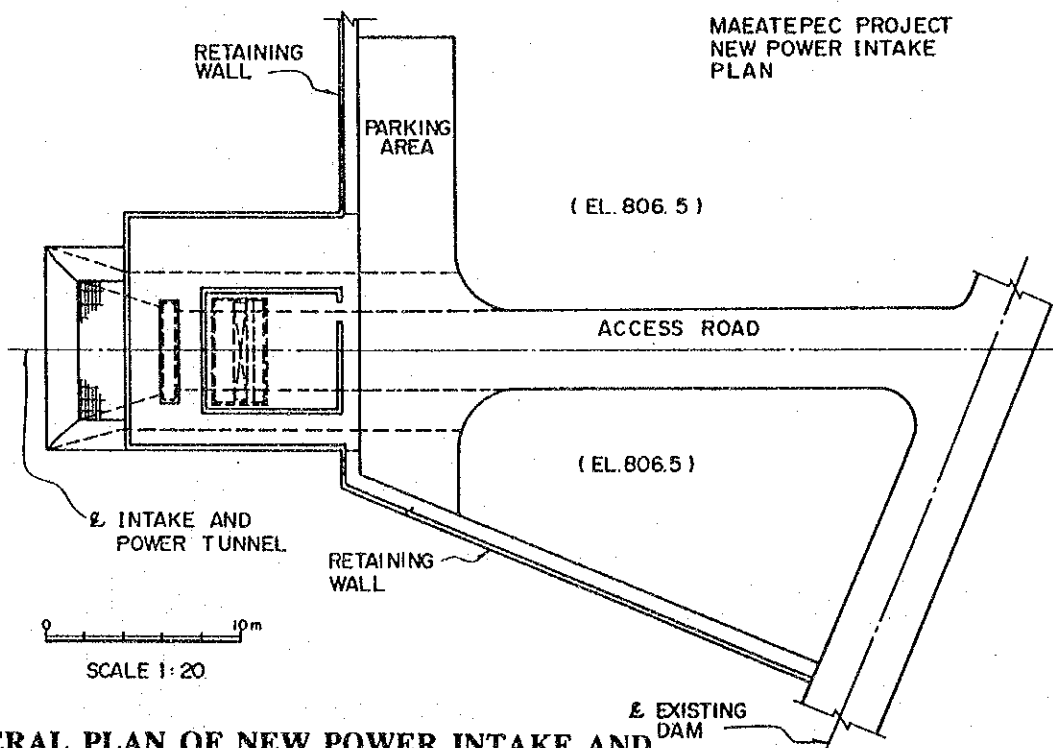 MAEATEPEC PROJECT
NEW POWER INTAKE
PLAN
RETAINING
WALL
PARKING
AREA
( EL. 806. 5 )
ACCESS ROAD
( EL. 806. 5 )
℄ INTAKE AND
POWER TUNNEL
RETAINING
WALL
0 10m
SCALE 1:20
℄ EXISTING
DAM
ERAL PLAN OF NEW POWER INTAKE AND